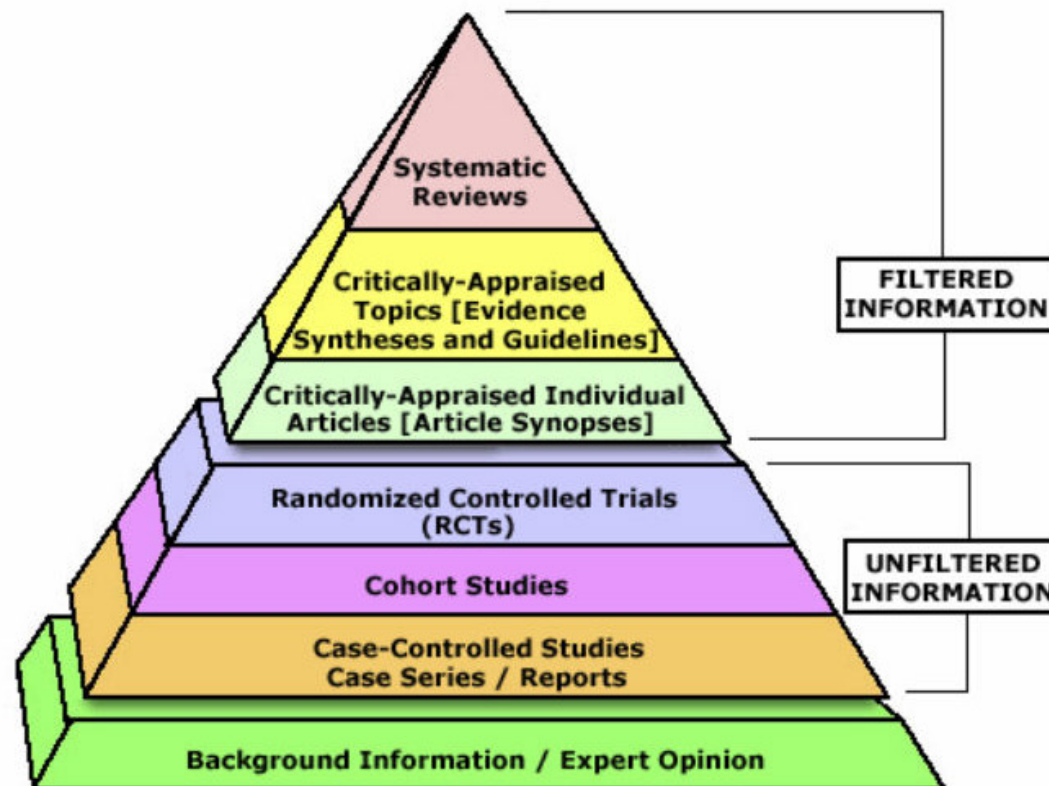 Systematic
Reviews
Critically-Appraised
Topics [Evidence
Syntheses and Guidelines]
FILTERED
INFORMATION
Critically-Appraised Individual
Articles [Article Synopses]
Randomized Controlled Trials
(RCTs)
UNFILTERED
INFORMATION
Cohort Studies
Case-Controlled Studies
Case Series / Reports
Background Information / Expert Opinion